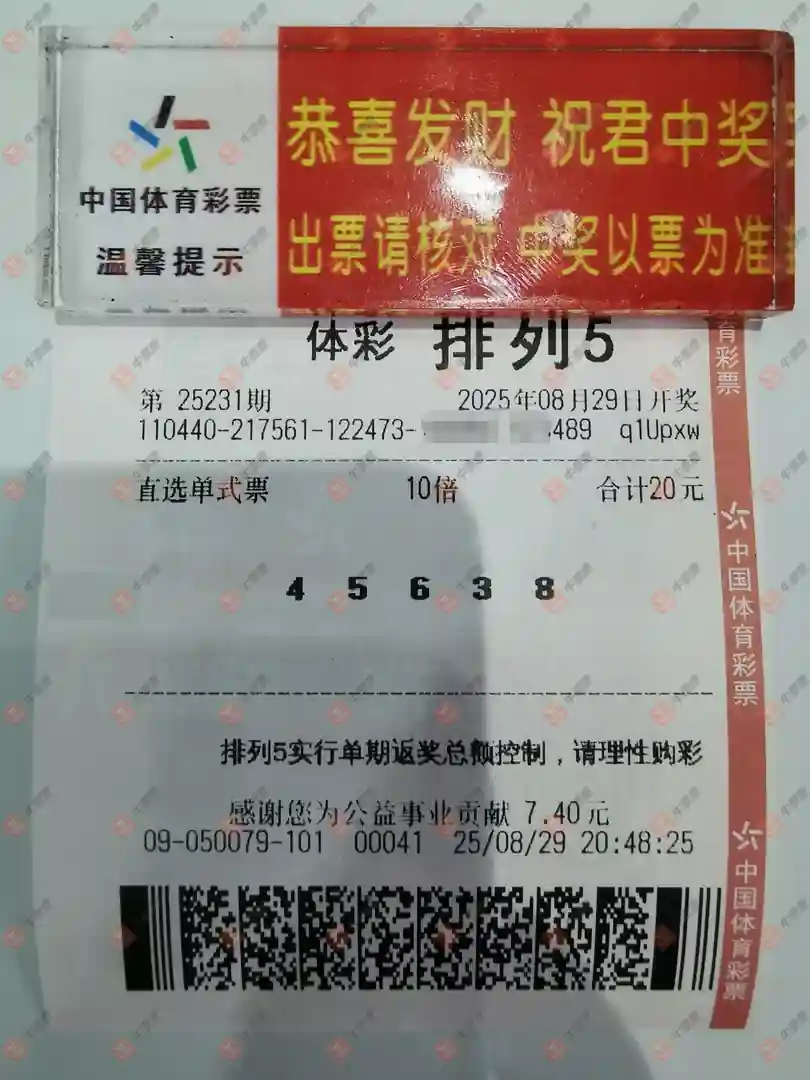 中国体育彩票
温馨提示
恭喜发财 祝君中奖
出票请核对 中奖以票为准
体彩 排列5
第 25231期 2025年08月29日开奖
110440-217561-122473- 489 q1Upxw
直选单式票 10倍 合计20元
4 5 6 3 8
排列5实行单期返奖总额控制，请理性购彩
感谢您为公益事业贡献 7.40元
09-050079-101 00041 25/08/29 20:48:25
育彩票
中国体育彩票
中国体育彩票